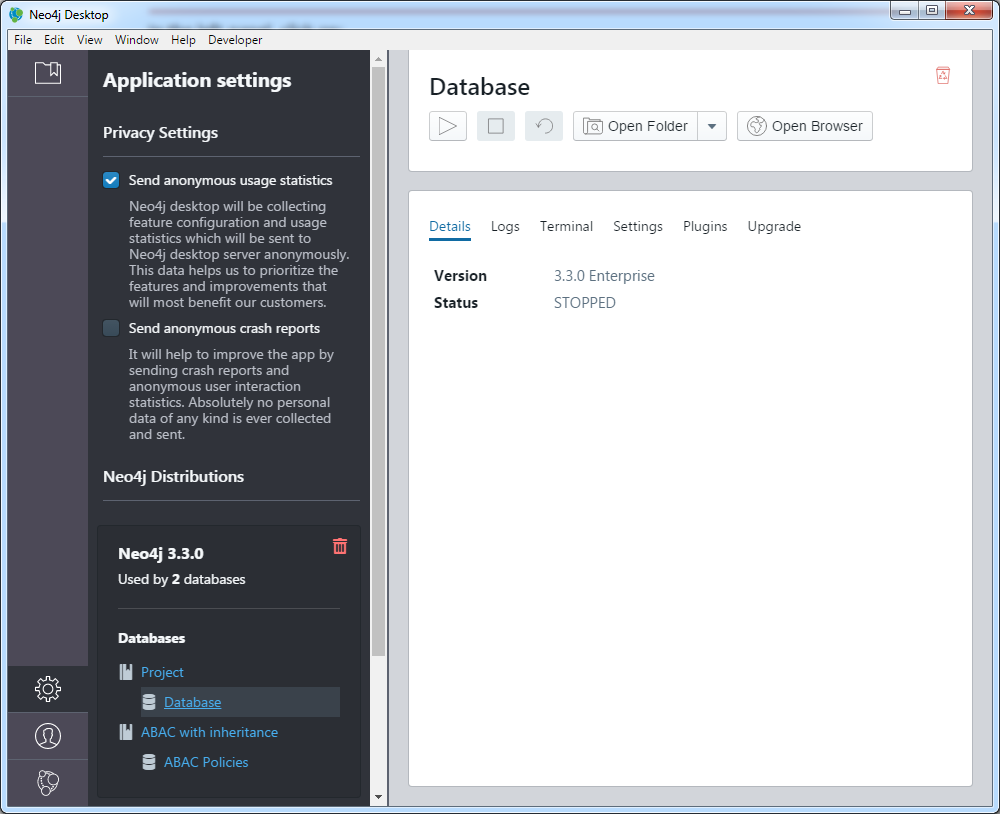 Neo4j Desktop
File Edit View Window Help Developer
Application settings
Privacy Settings
Send anonymous usage statistics
Neo4j desktop will be collecting
feature configuration and usage
statistics which will be sent to
Neo4j desktop server anonymously.
This data helps us to prioritize the
features and improvements that
will most benefit our customers.
Send anonymous crash reports
It will help to improve the app by
sending crash reports and
anonymous user interaction
statistics. Absolutely no personal
data of any kind is ever collected
and sent.
Neo4j Distributions
Neo4j 3.3.0
Used by 2 databases
Databases
Project
Database
ABAC with inheritance
ABAC Policies
Database
Open Folder Open Browser
Details Logs Terminal Settings Plugins Upgrade
Version 3.3.0 Enterprise
Status STOPPED